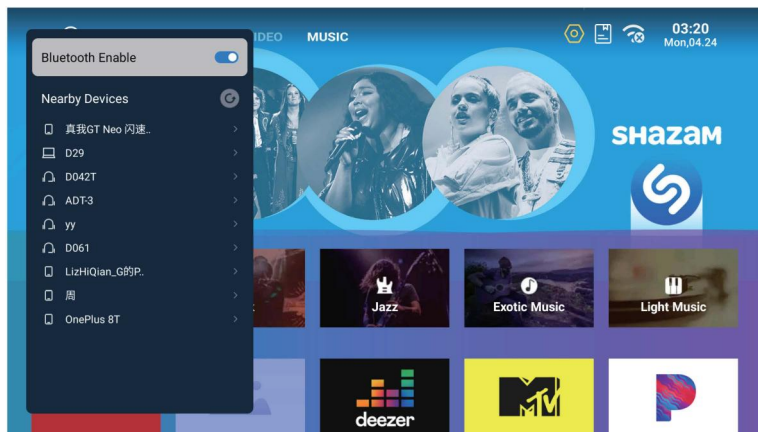 Bluetooth Enable
Nearby Devices
真我GT Neo 闪速..
D29
D042T
ADT-3
yy
D061
LizHiQian_G的P..
周
OnePlus 8T
IDEO
MUSIC
03:20
Mon,04.24
SHAZAM
Jazz
Exotic Music
Light Music
deezer
MTV